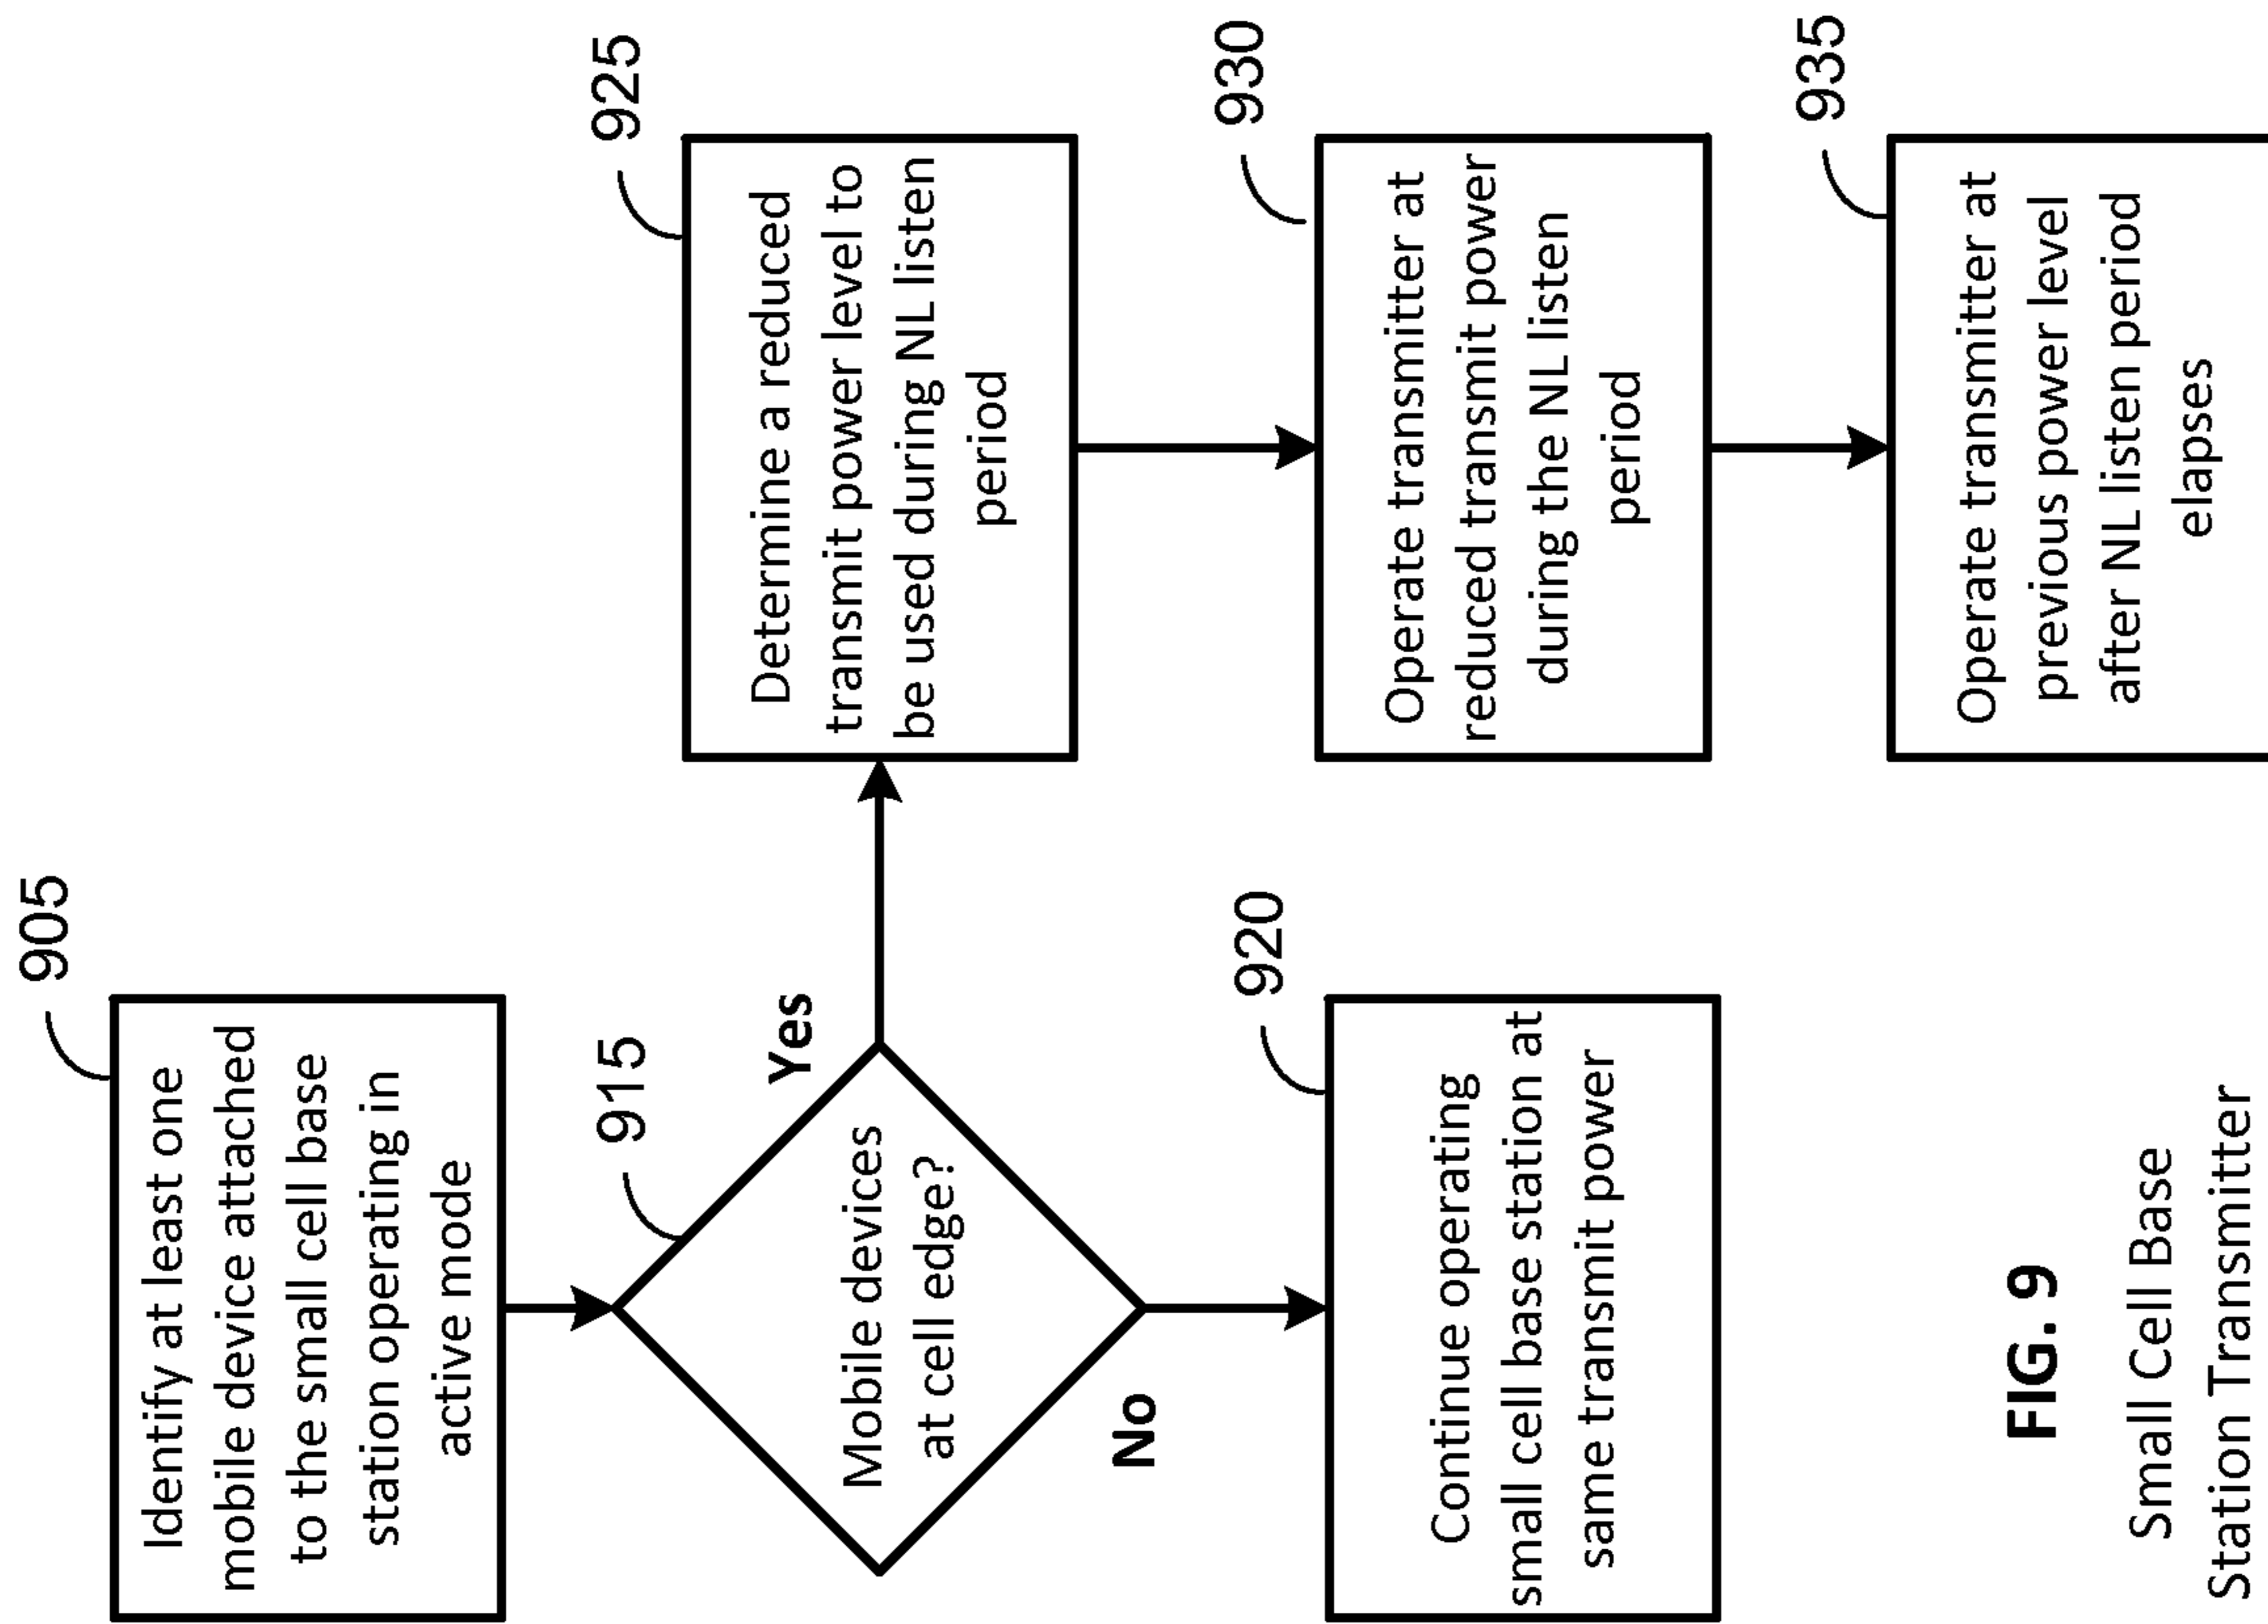 905
Identify at least one
mobile device attached
to the small cell base
station operating in
active mode
915
Mobile devices
at cell edge?
Yes
No
920
Continue operating
small cell base station at
same transmit power
925
Determine a reduced
transmit power level to
be used during NL listen
period
930
Operate transmitter at
reduced transmit power
during the NL listen
period
935
Operate transmitter at
previous power level
after NL listen period
elapses
FIG. 9
Small Cell Base
Station Transmitter